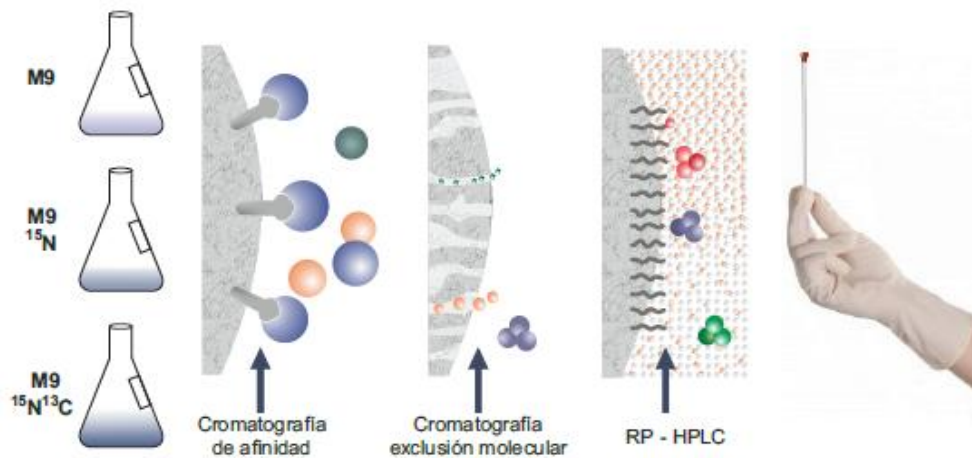 M9
M9
¹⁵N
M9
¹⁵N¹³C
Cromatografía
de afinidad
Cromatografía
exclusión molecular
RP - HPLC